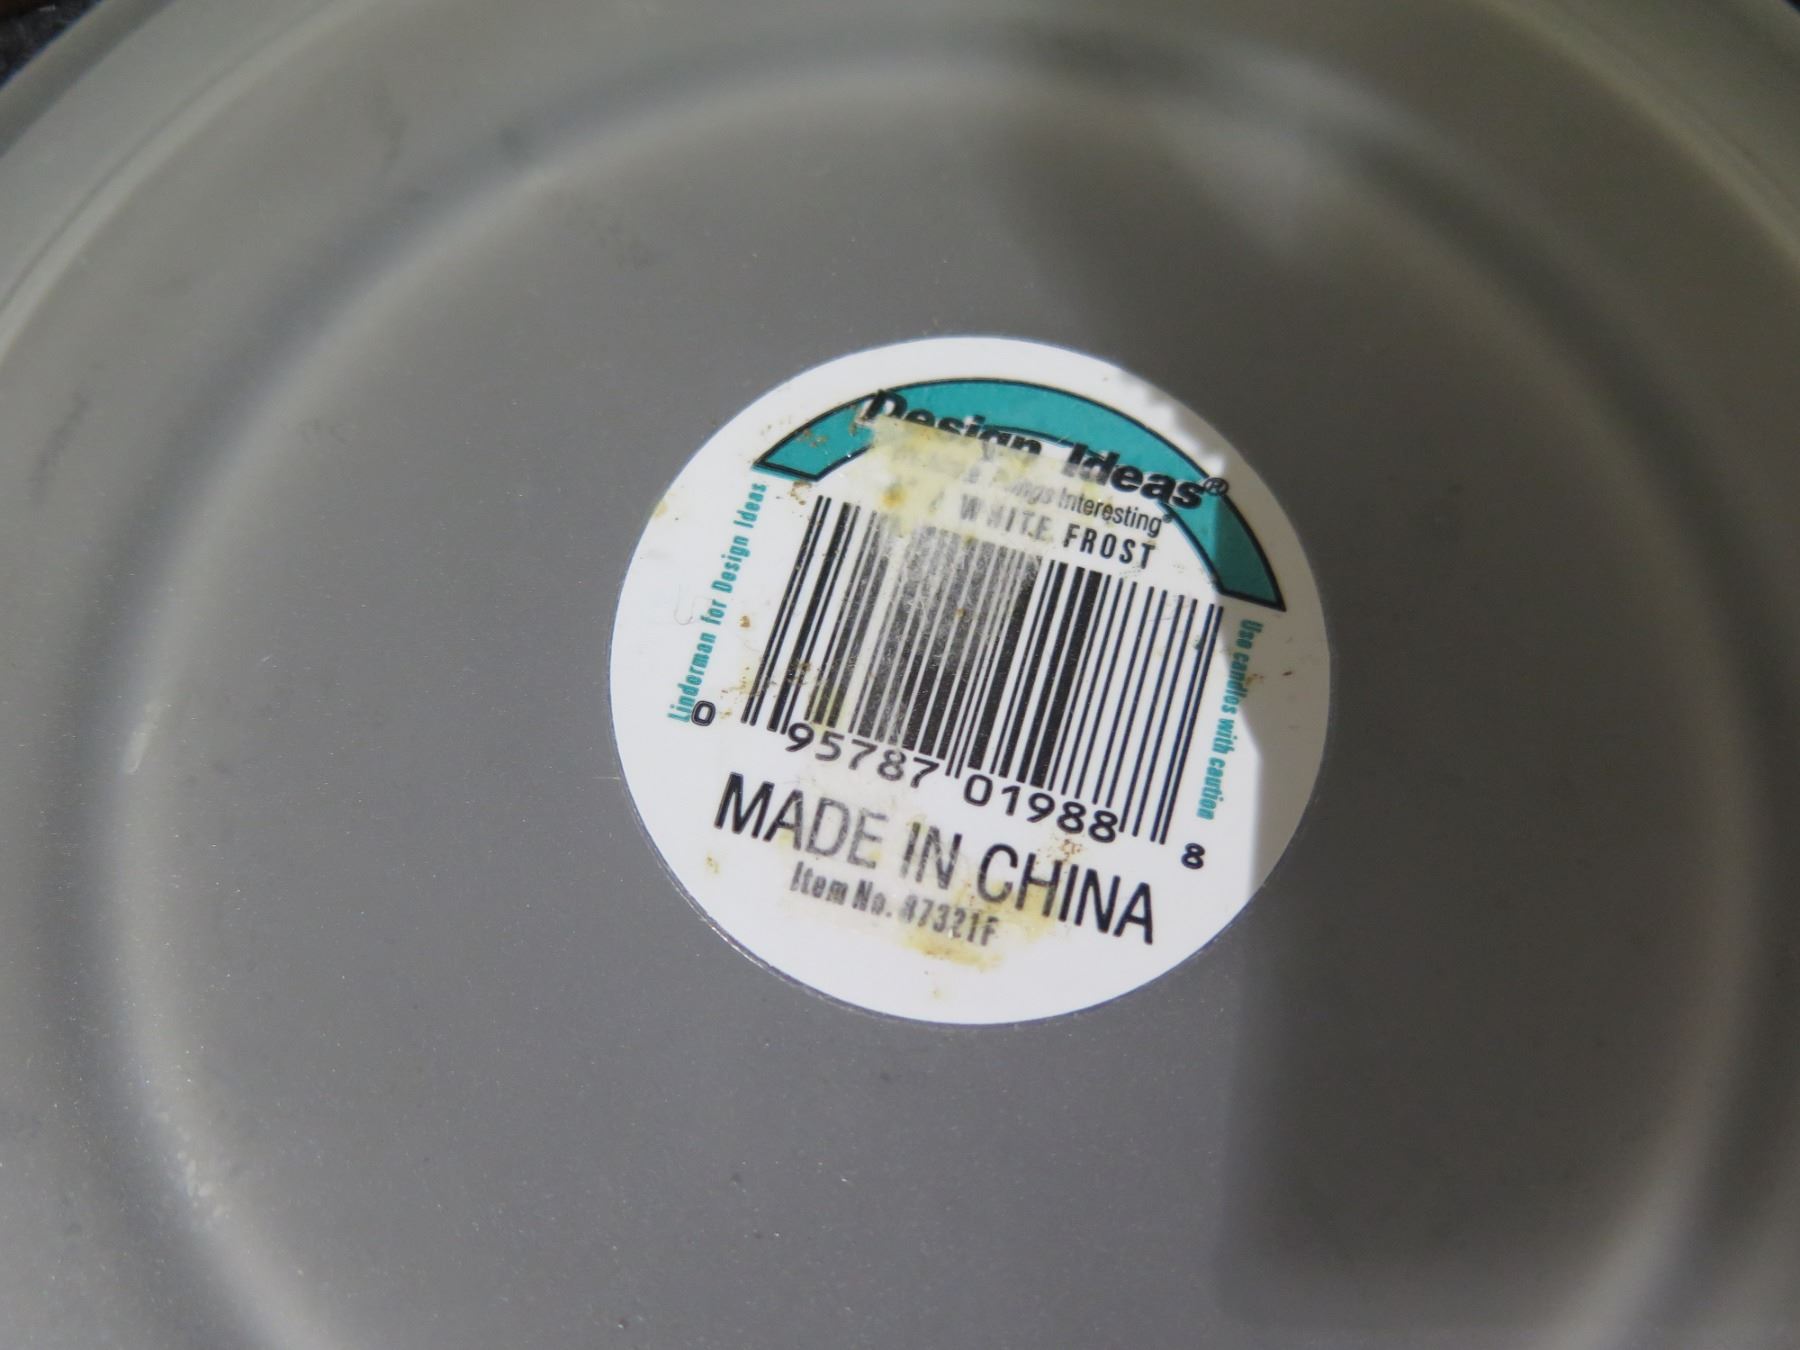 Design Ideas®
Interesting
WHITE FROST
Linderman for Design Ideas
Use candles with caution
0 95787 01988 8
MADE IN CHINA
Item No. 87321F